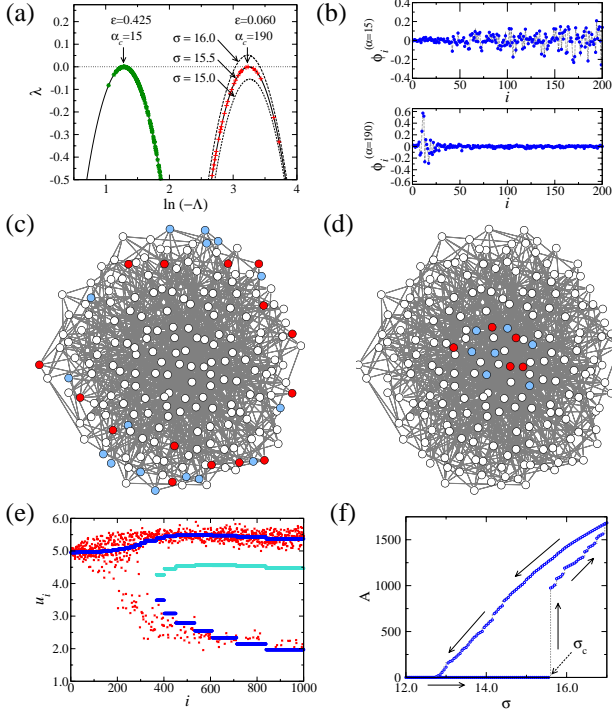 (a)
ε=0.425
α_c=15
ε=0.060
α_c=190
σ = 16.0
σ = 15.5
σ = 15.0
λ
0.0
-0.1
-0.2
-0.3
-0.4
-0.5
1
2
3
4
ln (−Λ)
(b)
ϕ_i^(α=15)
0.4
0.2
0
-0.2
-0.4
0
50
100
150
200
i
ϕ_i^(α=190)
0.6
0.4
0.2
0
-0.2
-0.4
-0.6
0
50
100
150
200
i
(c)
(d)
(e)
u_i
6.0
5.0
4.0
3.0
2.0
1.0
0
200
400
600
800
1000
i
(f)
A
1500
1000
500
0
12.0
14.0
16.0
σ
σ_c